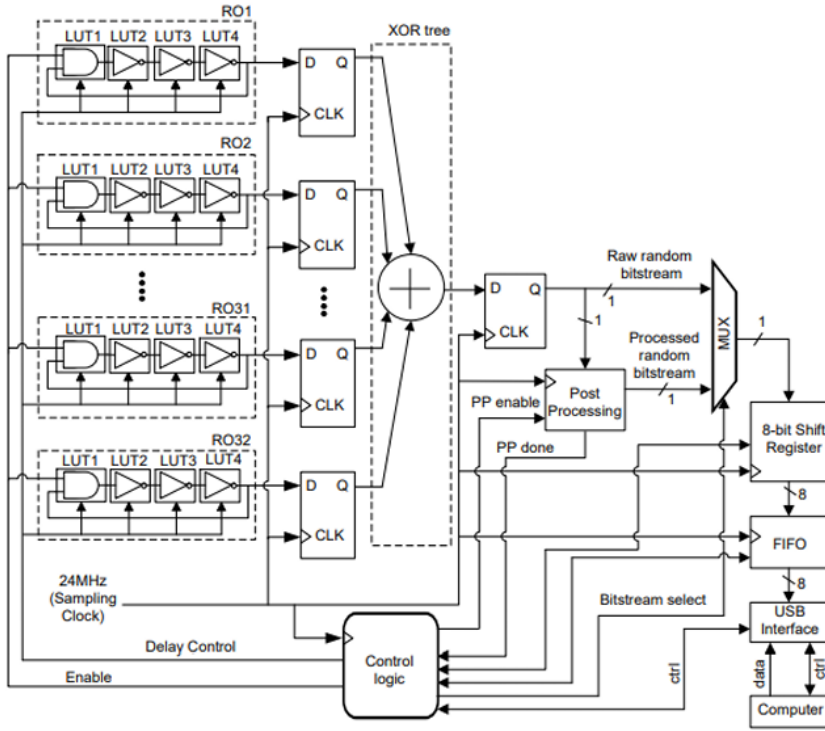 RO1
XOR tree
LUT1 LUT2 LUT3 LUT4
D Q
CLK
RO2
LUT1 LUT2 LUT3 LUT4
D Q
CLK
RO31
LUT1 LUT2 LUT3 LUT4
D Q
CLK
RO32
LUT1 LUT2 LUT3 LUT4
D Q
CLK
D Q
CLK
Raw random
bitstream
1
1
Processed
random
bitstream
1
MUX
1
Post
Processing
PP enable
PP done
8-bit Shift
Register
8
FIFO
8
USB
Interface
data
ctrl
Computer
24MHz
(Sampling
Clock)
Delay Control
Enable
Control
logic
Bitstream select
ctrl